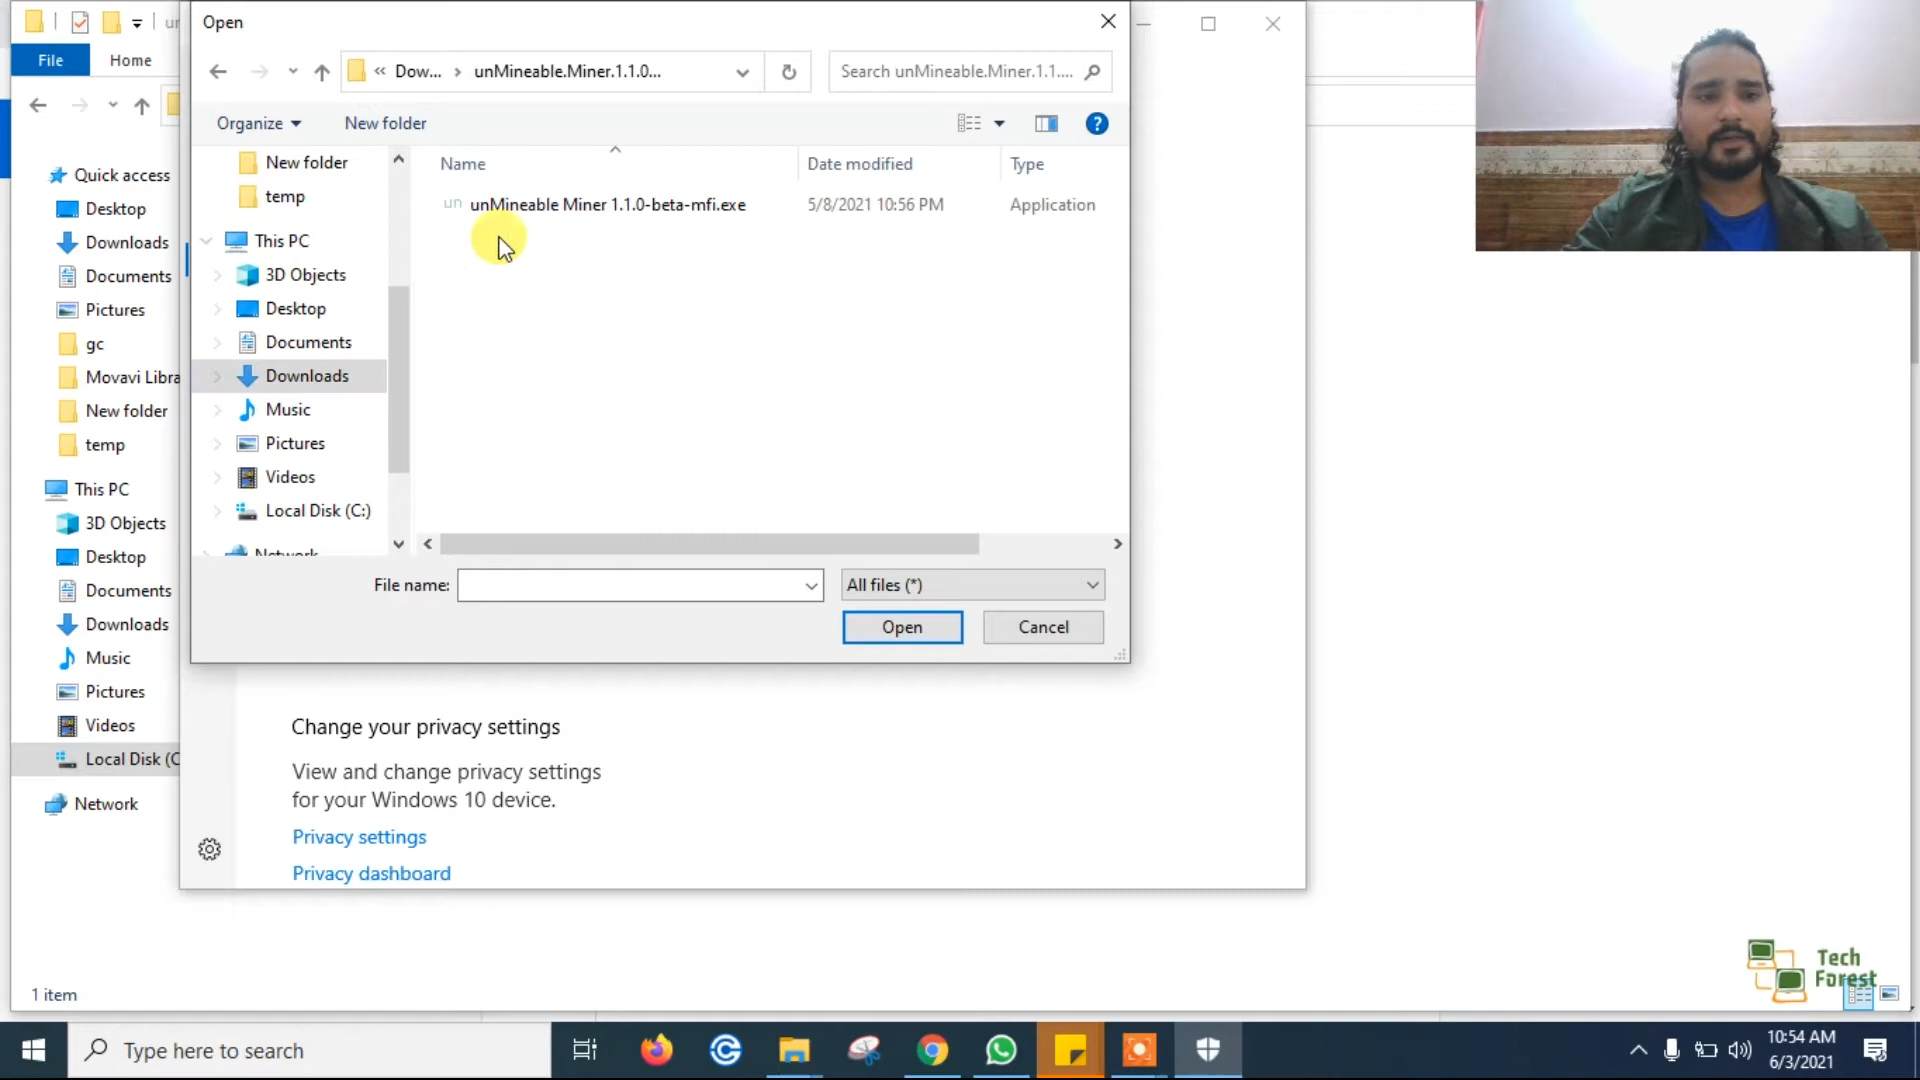 ur
Open
File
Home
« Dow... › unMineable.Miner.1.1.0...
Search unMineable.Miner.1.1....
Organize
New folder
Name
Date modified
Type
un unMineable Miner 1.1.0-beta-mfi.exe
5/8/2021 10:56 PM
Application
New folder
temp
This PC
3D Objects
Desktop
Documents
Downloads
Music
Pictures
Videos
Local Disk (C:)
Network
File name:
All files (*)
Open
Cancel
Quick access
Desktop
Downloads
Documents
Pictures
gc
Movavi Libra
New folder
temp
This PC
3D Objects
Desktop
Documents
Downloads
Music
Pictures
Videos
Local Disk (C
Network
Change your privacy settings
View and change privacy settings
for your Windows 10 device.
Privacy settings
Privacy dashboard
1 item
Tech
Forest
Type here to search
10:54 AM
6/3/2021